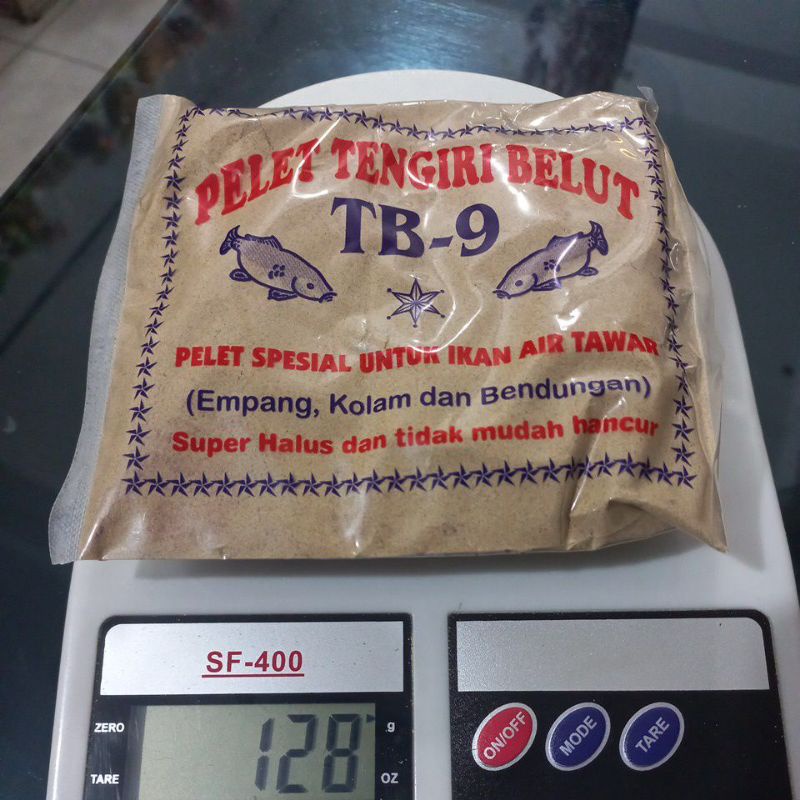 PELET TENGIRI BELUT
TB-9
PELET SPESIAL UNTUK IKAN AIR TAWAR
(Empang, Kolam dan Bendungan)
Super Halus dan tidak mudah hancur
SF-400
ZERO
128
g
TARE
OZ
ON/OFF
MODE
TARE